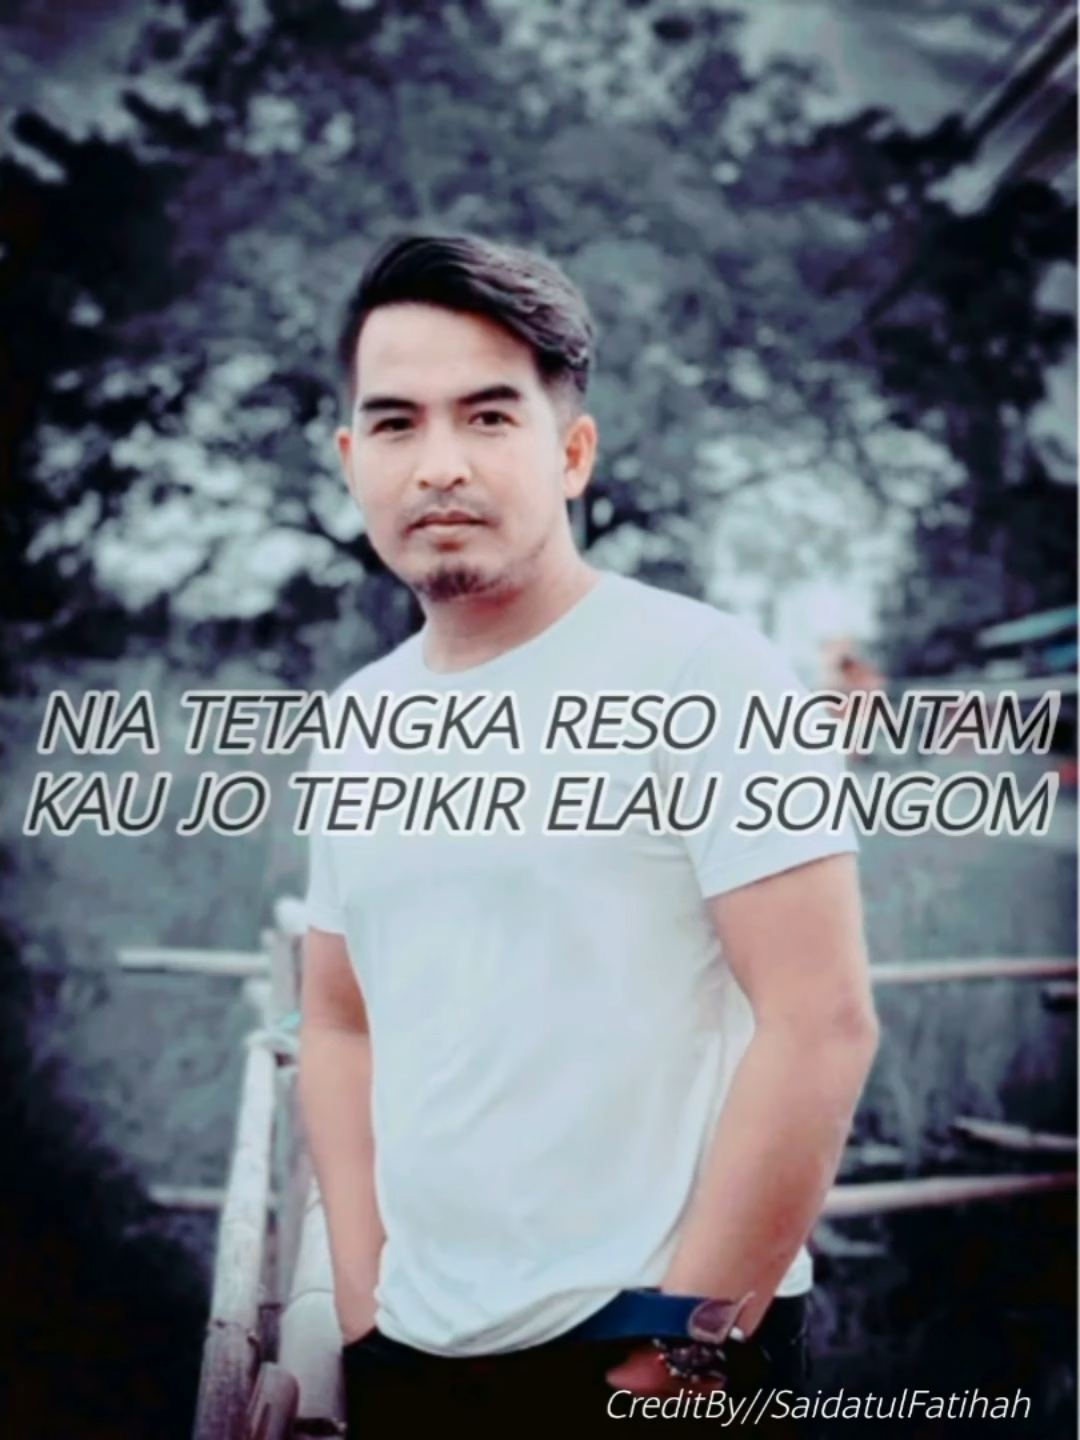 NIA TETANGKA RESO NGINTAM
KAU JO TEPIKIR ELAU SONGOM
CreditBy//SaidatulFatihah